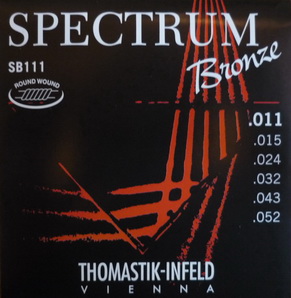 SPECTRUM
Bronze
SB111
ROUND WOUND
.011
.015
.024
.032
.043
.052
THOMASTIK-INFELD
VIENNA